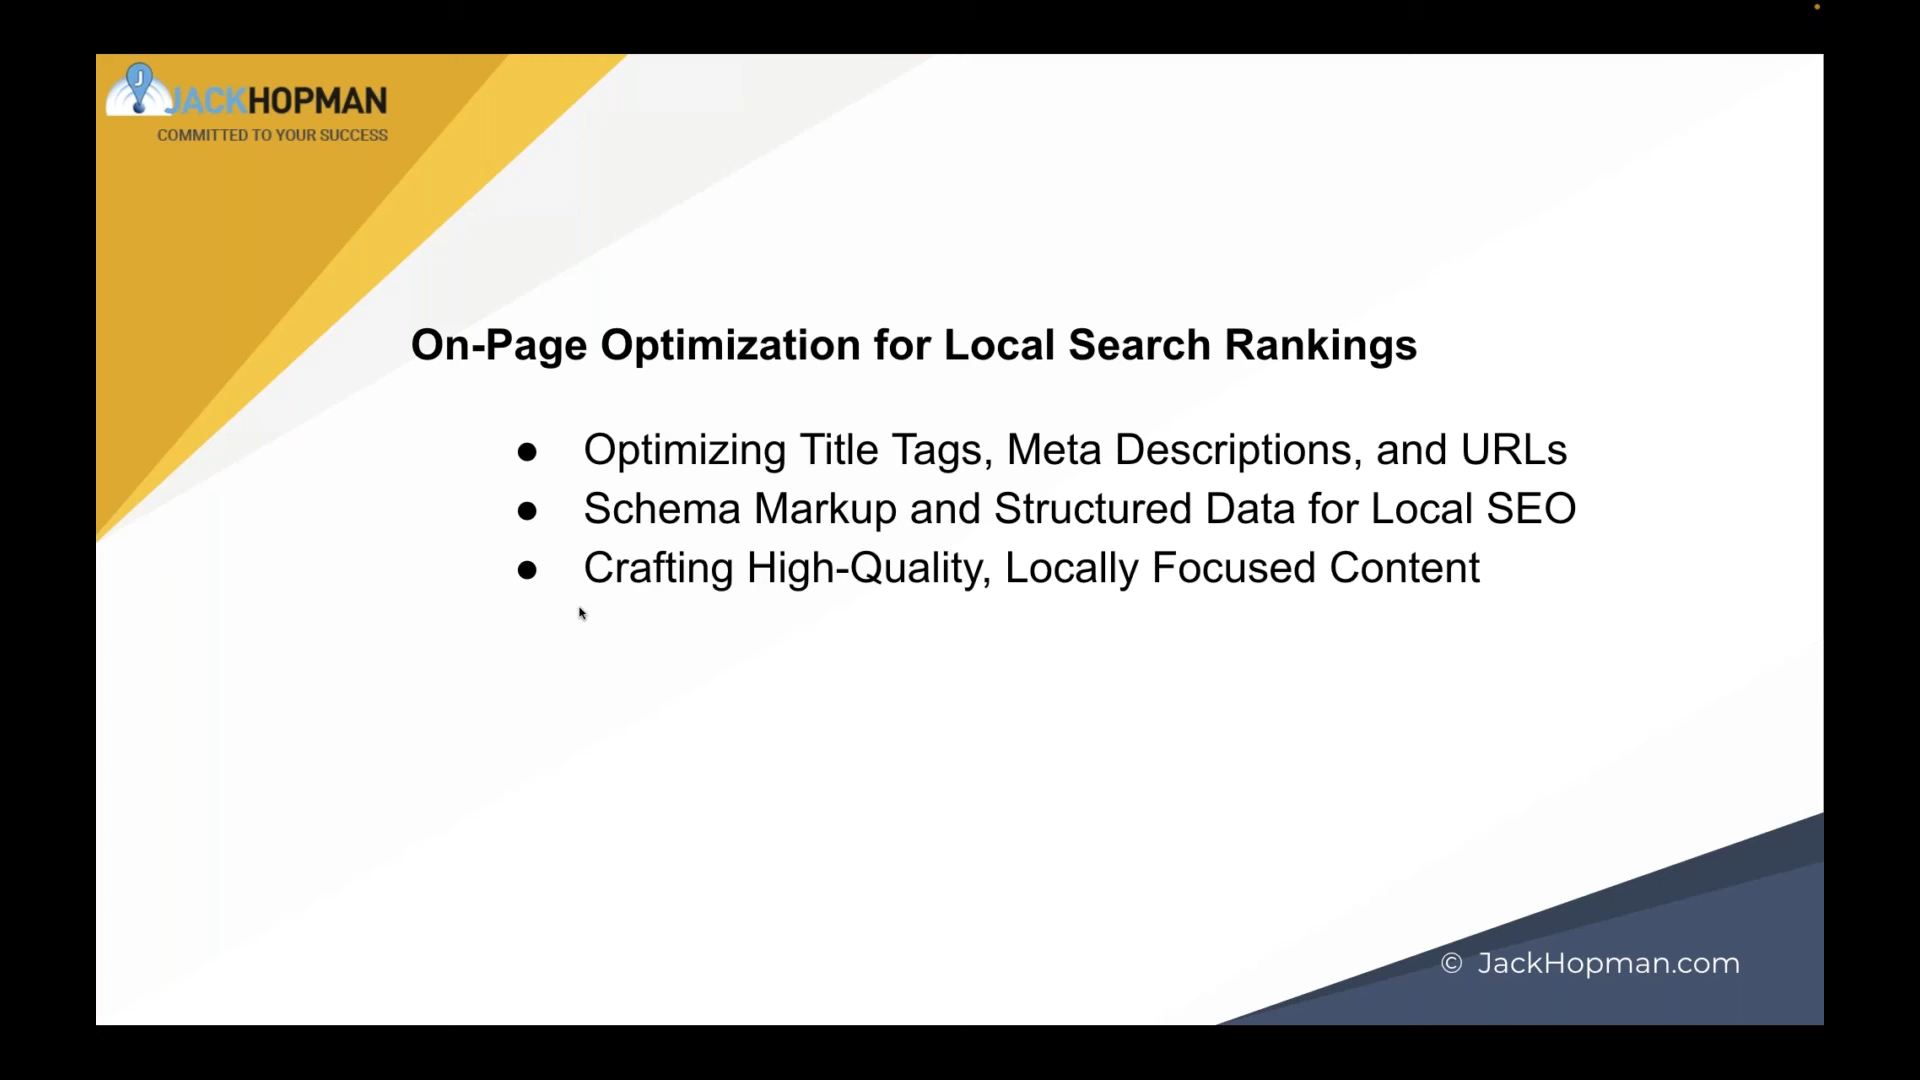 J
JACKHOPMAN
COMMITTED TO YOUR SUCCESS
On-Page Optimization for Local Search Rankings
● Optimizing Title Tags, Meta Descriptions, and URLs
● Schema Markup and Structured Data for Local SEO
● Crafting High-Quality, Locally Focused Content
© JackHopman.com